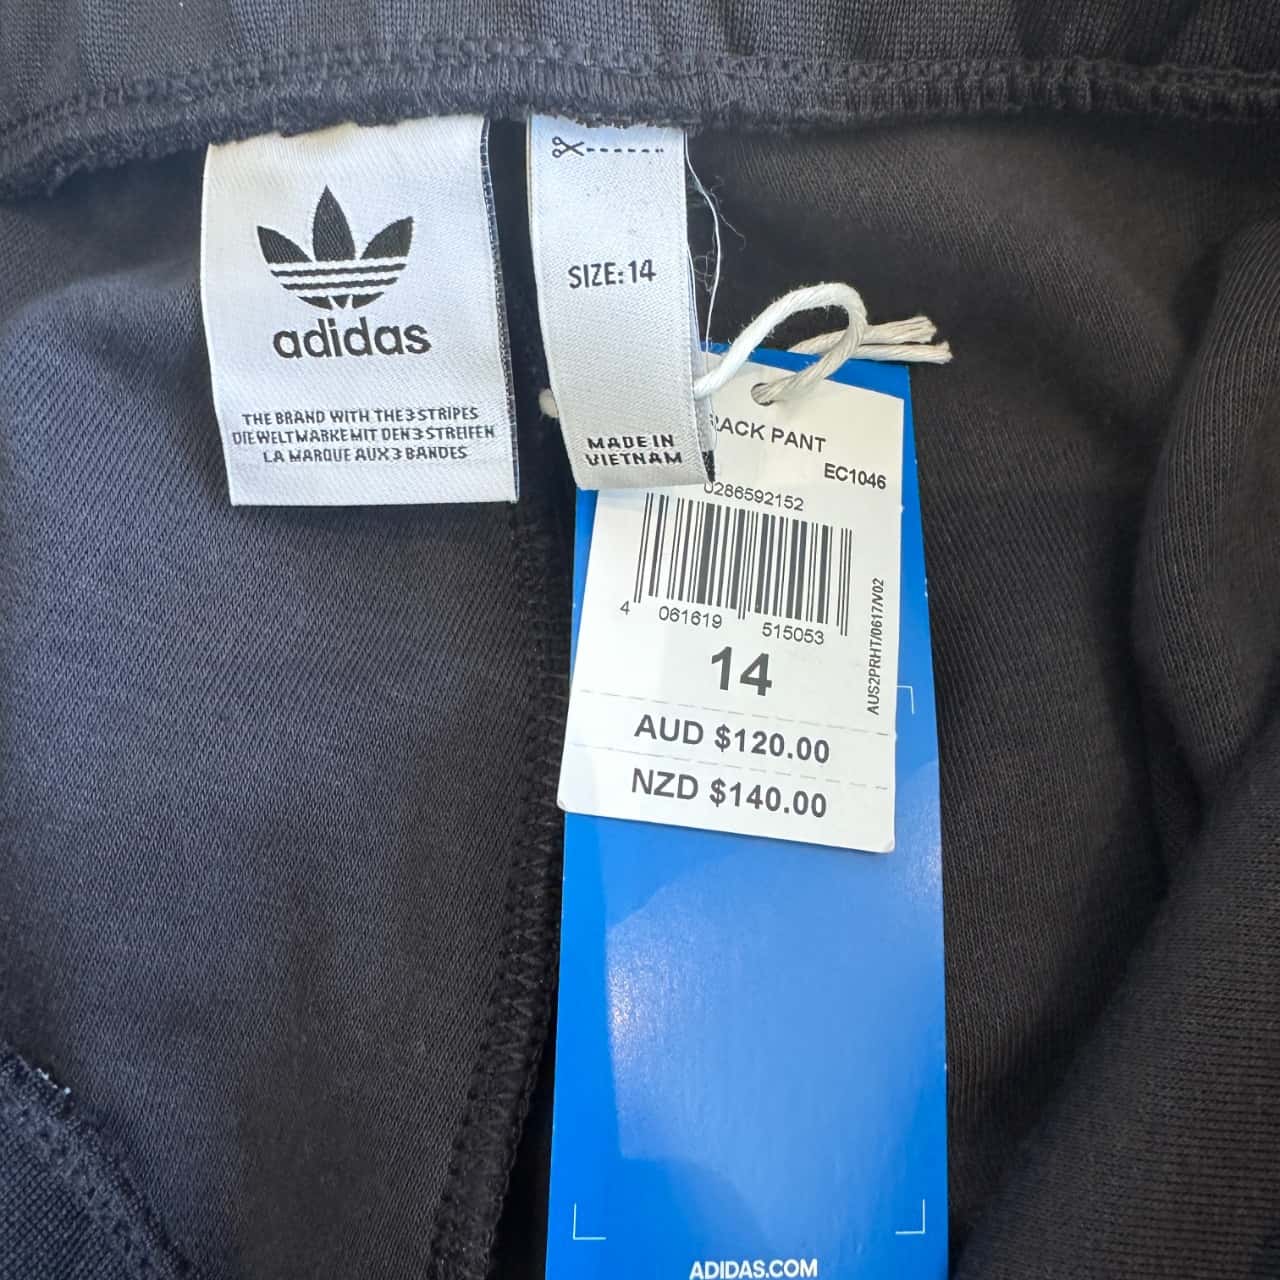 adidas
THE BRAND WITH THE 3 STRIPES
DIE WELTMARKE MIT DEN 3 STREIFEN
LA MARQUE AUX 3 BANDES
SIZE: 14
MADE IN
VIETNAM
RACK PANT
EC1046
0286592152
4 061619 515053
AUS2PRHT/0617/V02
14
AUD $120.00
NZD $140.00
ADIDAS.COM